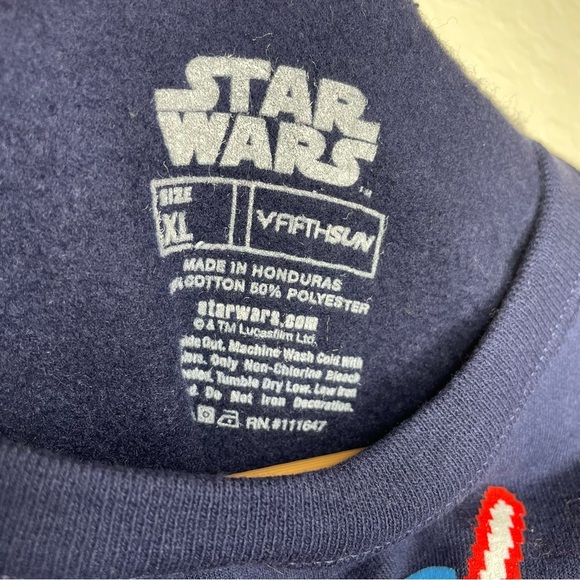 STAR
WARS
TM
SIZE
XL
FIFTHSUN
MADE IN HONDURAS
% COTTON 50% POLYESTER
starwars.com
© & TM Lucasfilm Ltd.
Out, Machine Wash Cold With
Only Non-Chlorine Bleach
Tumble Dry Low. Low Iron
Do Not Iron Decoration.
RN.#111647